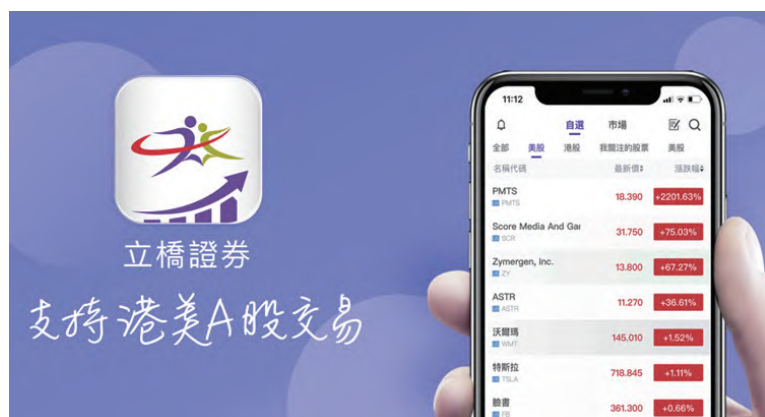 立橋證券
支持港美A股交易
11:12
自選 市場
全部 美股 港股 我關注的股票 美股
名稱代碼 最新價 漲跌幅
PMTS 18.390 +2201.63%
PMTS
Score Media And Gar 31.750 +75.03%
SCR
Zymergen, Inc. 13.800 +67.27%
ZY
ASTR 11.270 +36.61%
ASTR
沃爾瑪 145.010 +1.52%
WMT
特斯拉 718.845 +1.11%
TSLA
臉書 361.300 +0.66%
FB